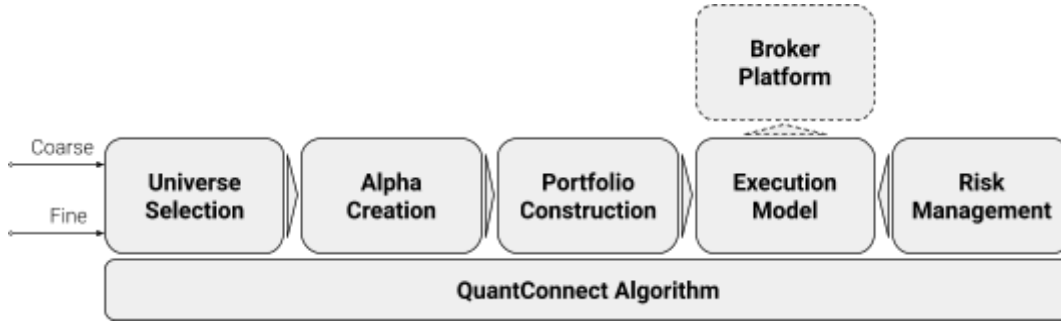 Broker
Platform
Coarse
Fine
Universe
Selection
Alpha
Creation
Portfolio
Construction
Execution
Model
Risk
Management
QuantConnect Algorithm